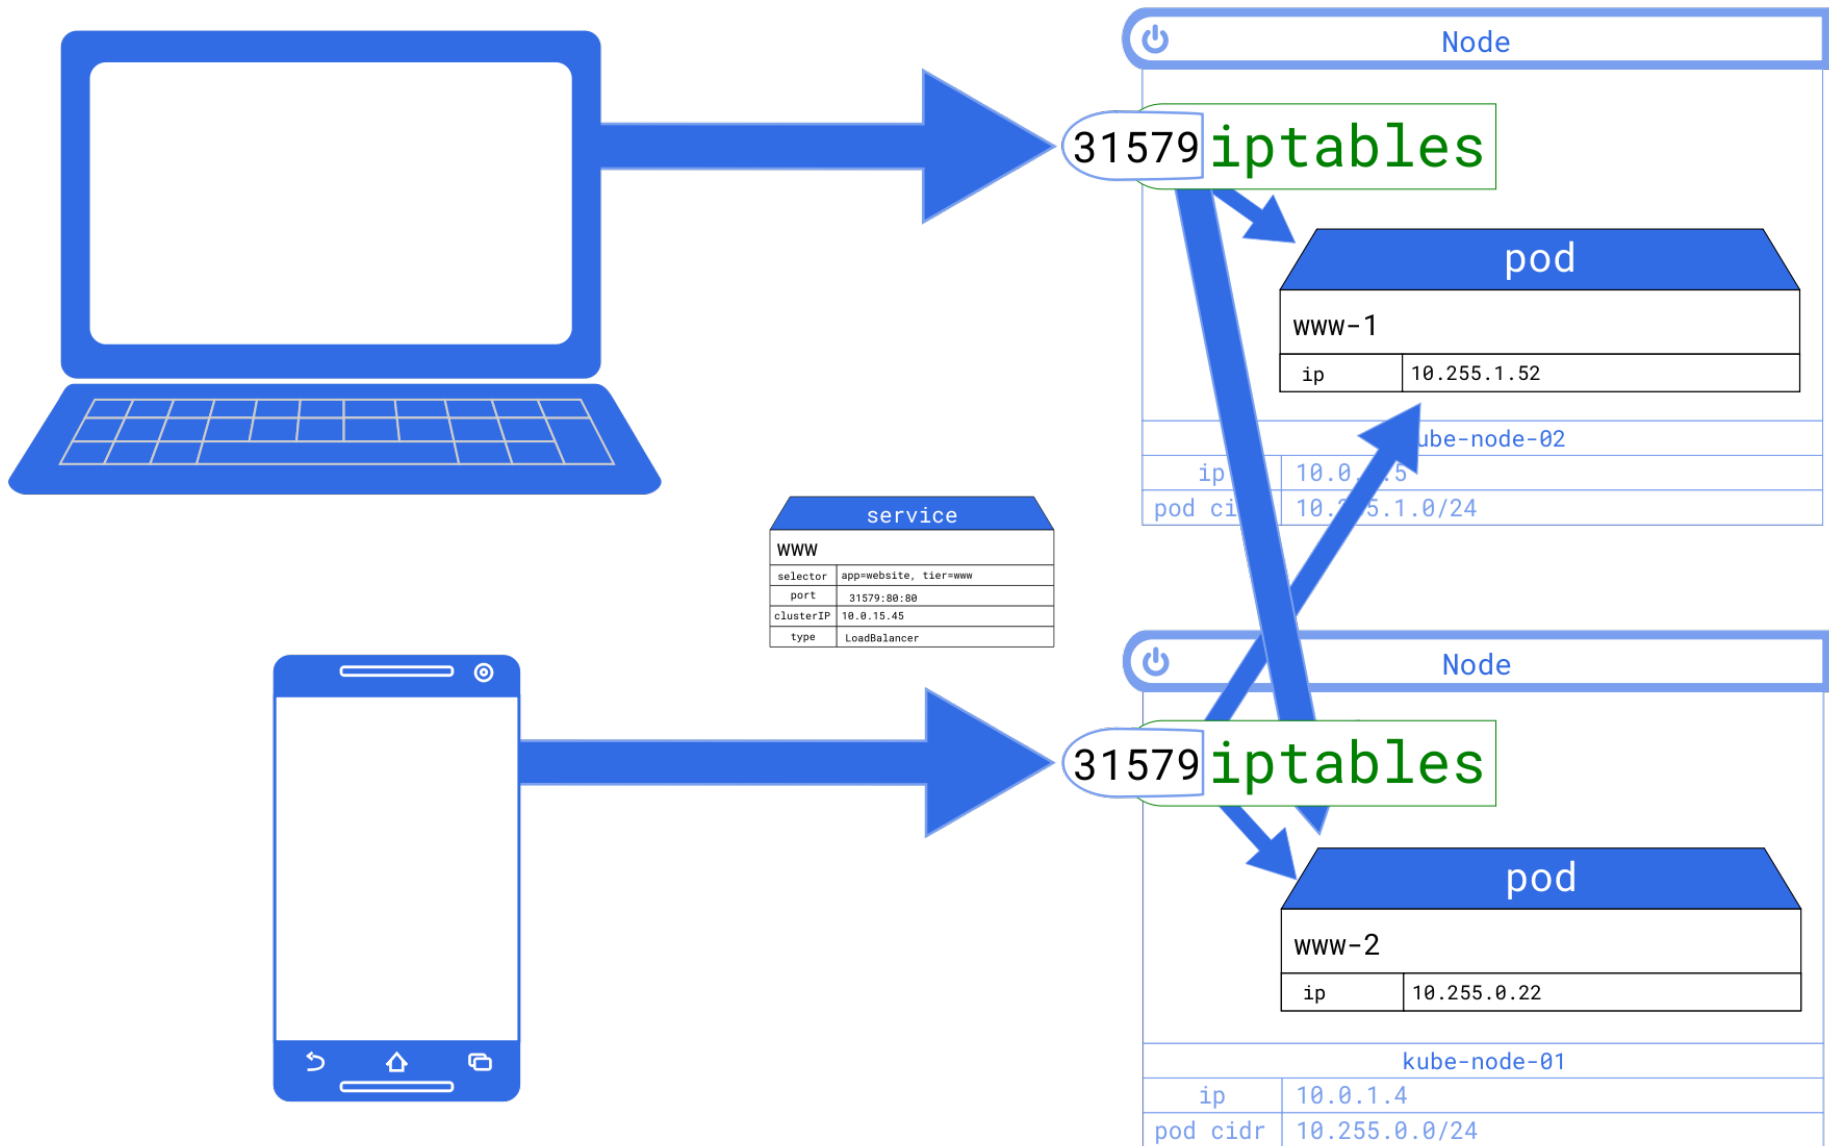 Node
31579 iptables
pod
www-1
ip 10.255.1.52
ube-node-02
ip 10.0. .5
pod ci 10.2 5.1.0/24
service
www
selector app=website, tier=www
port 31579:80:80
clusterIP 10.0.15.45
type LoadBalancer
Node
31579 iptables
pod
www-2
ip 10.255.0.22
kube-node-01
ip 10.0.1.4
pod cidr 10.255.0.0/24